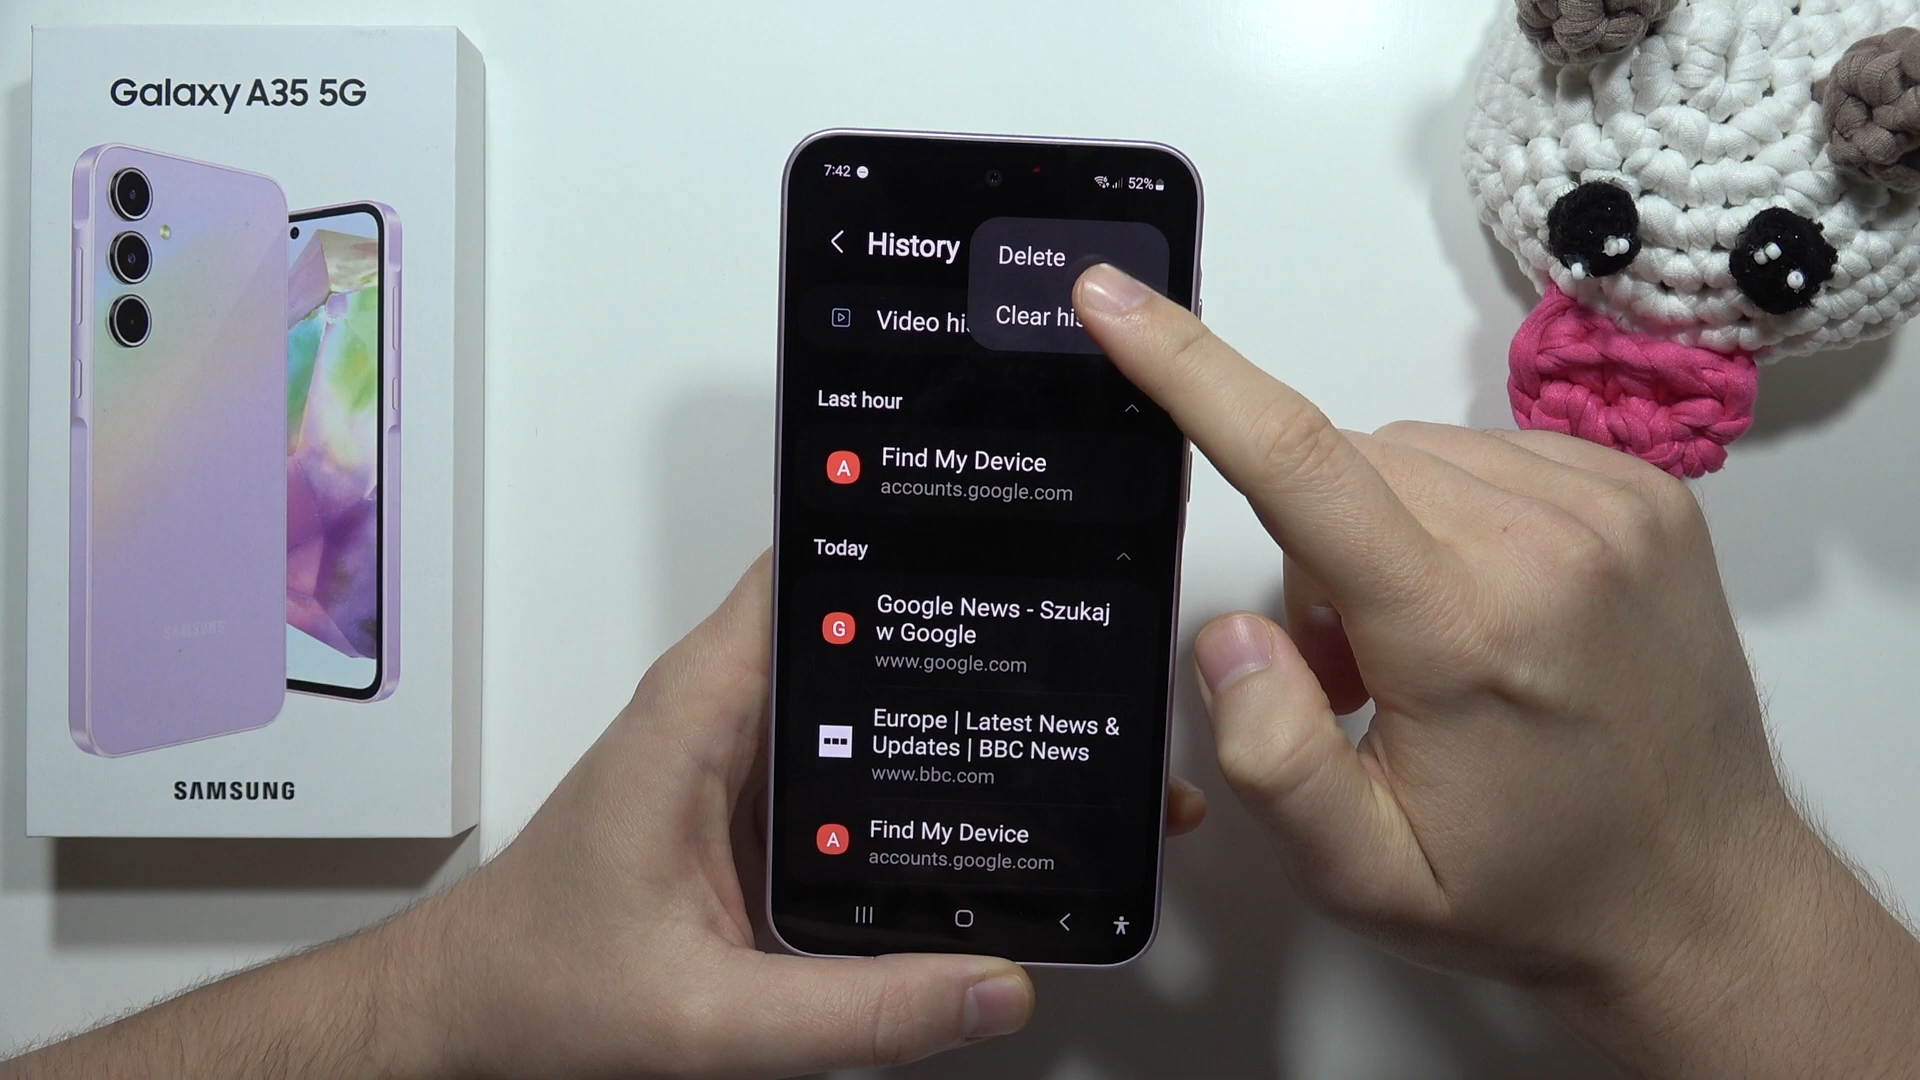 Galaxy A35 5G
SAMSUNG
SAMSUNG
7:42
52%
History
Delete
Clear
Video
Last hour
A
Find My Device
accounts.google.com
Today
G
Google News - Szukaj
w Google
www.google.com
Europe | Latest News &
Updates | BBC News
www.bbc.com
A
Find My Device
accounts.google.com